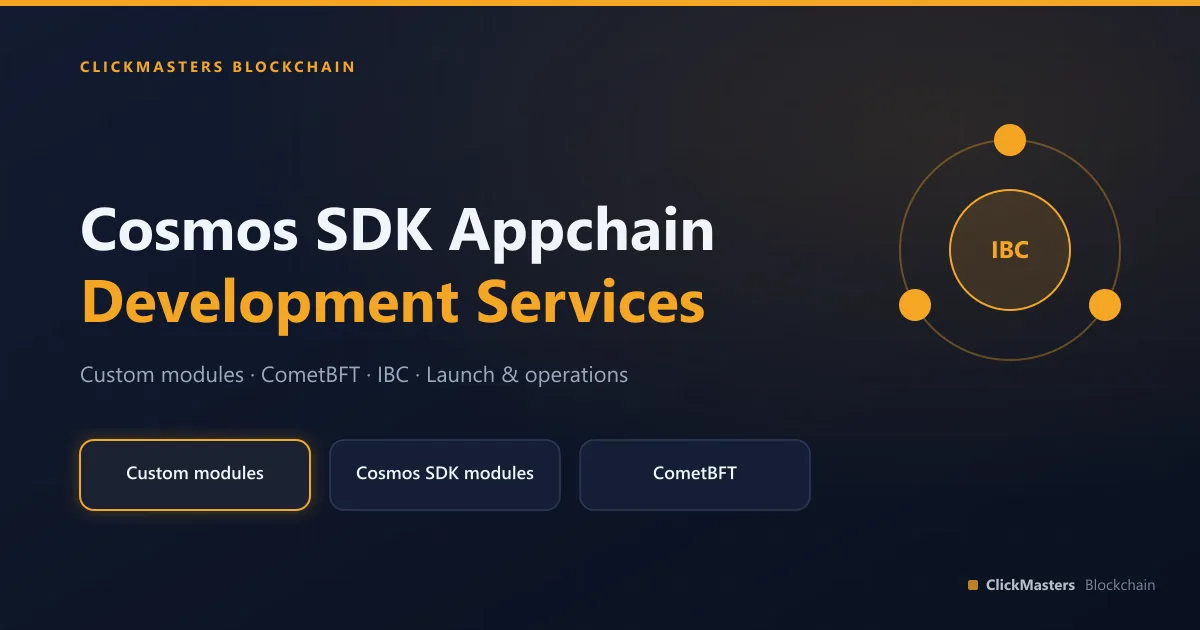 CLICKMASTERS BLOCKCHAIN
Cosmos SDK Appchain
Development Services
Custom modules · CometBFT · IBC · Launch & operations
IBC
Custom modules
Cosmos SDK modules
CometBFT
ClickMasters Blockchain